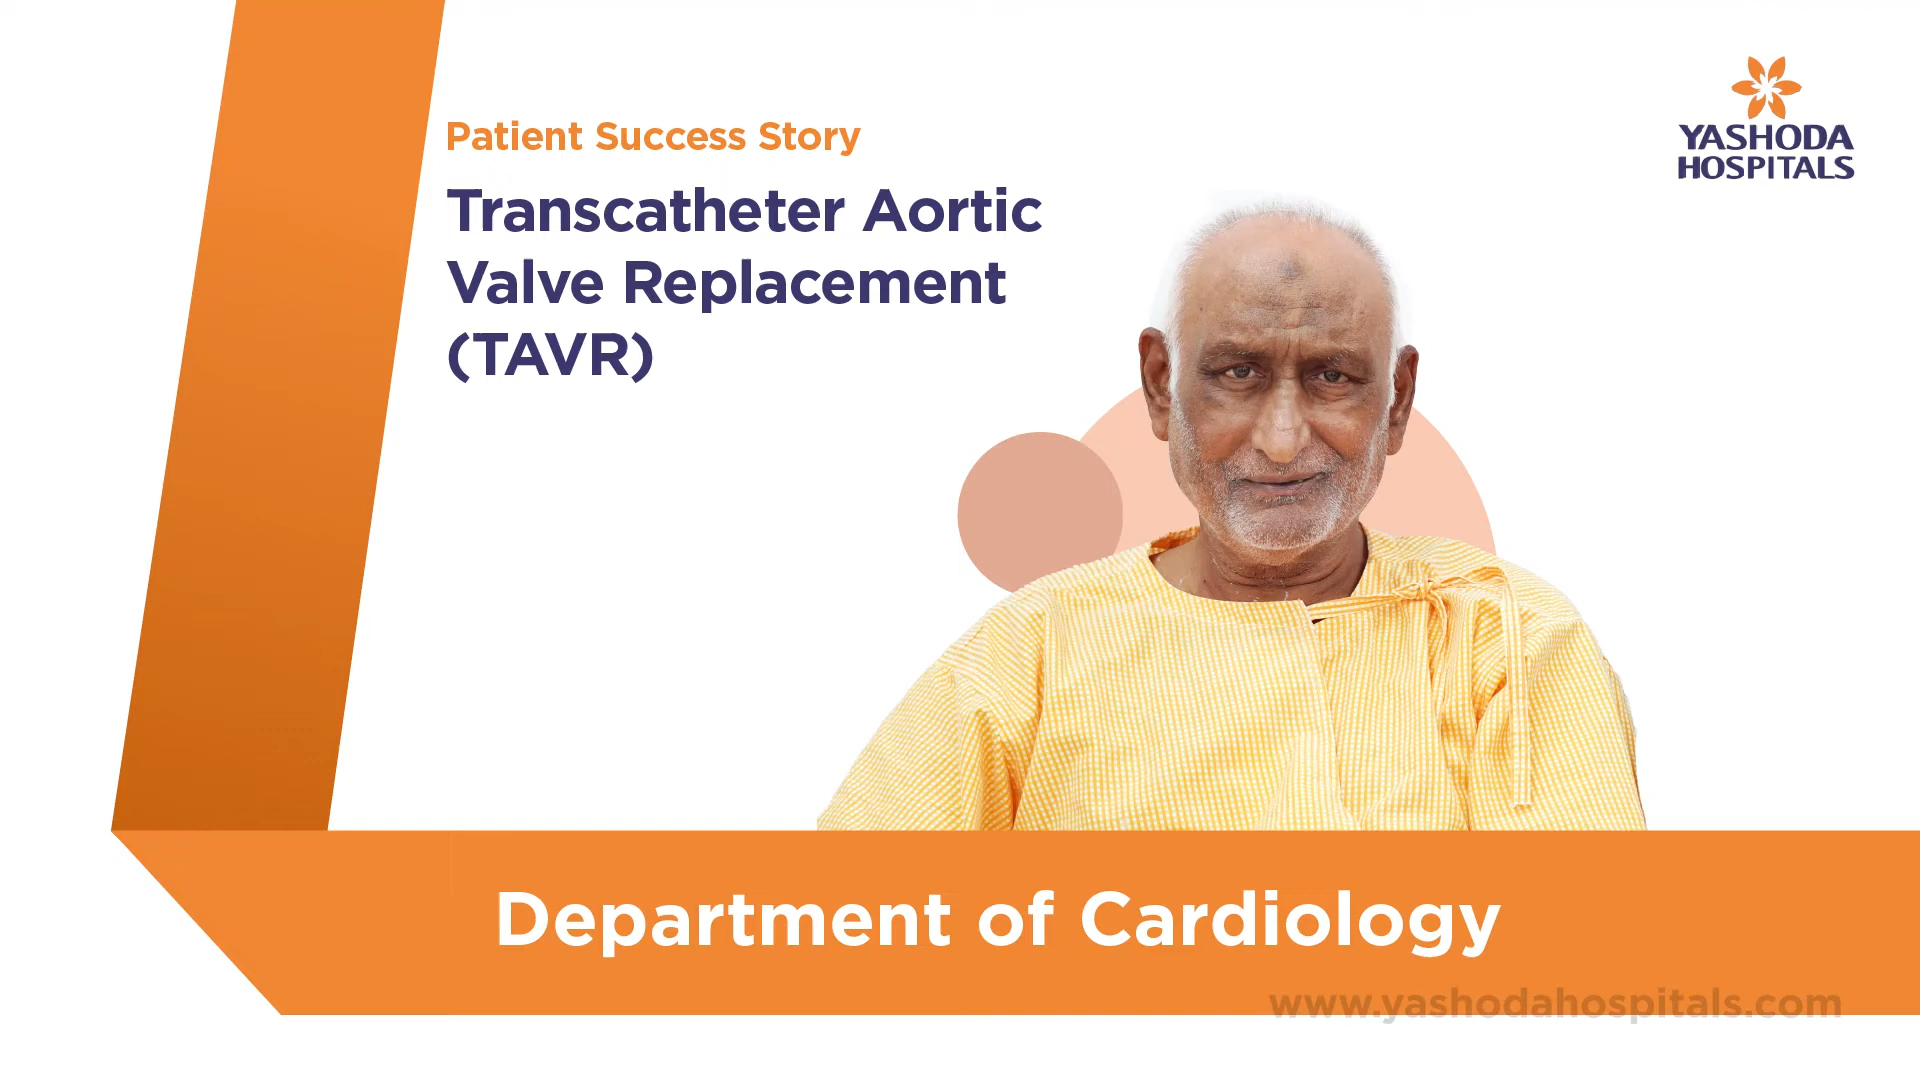 Patient Success Story
Transcatheter Aortic
Valve Replacement
(TAVR)
YASHODA
HOSPITALS
Department of Cardiology
www.yashodahospitals.com